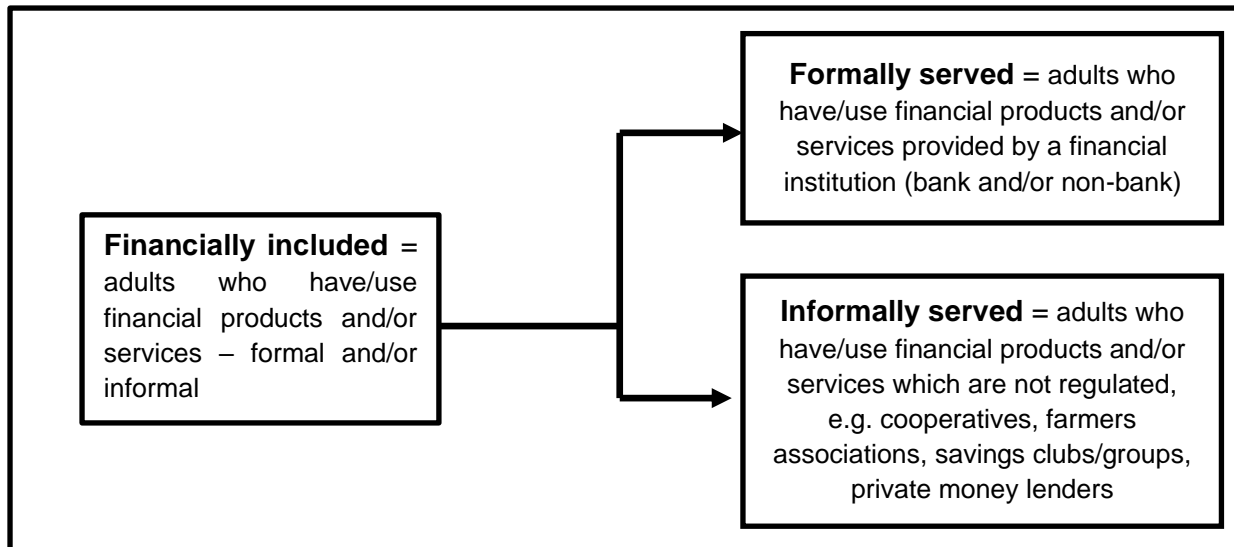 Formally served = adults who
have/use financial products and/or
services provided by a financial
institution (bank and/or non-bank)
Financially included =
adults who have/use
financial products and/or
services – formal and/or
informal
Informally served = adults who
have/use financial products and/or
services which are not regulated,
e.g. cooperatives, farmers
associations, savings clubs/groups,
private money lenders